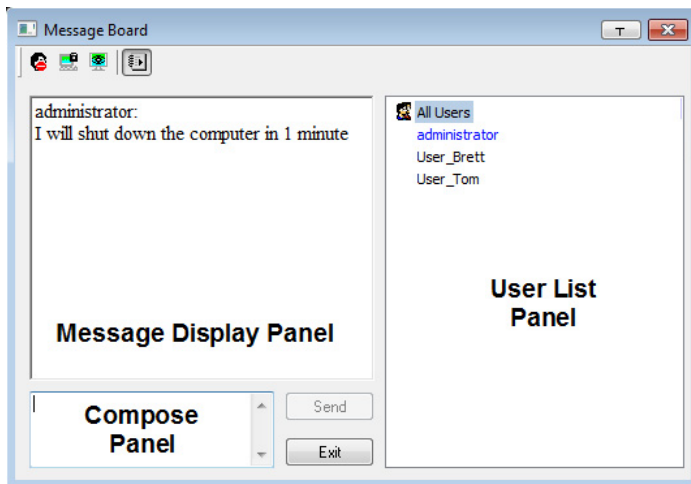 Message Board
administrator:
I will shut down the computer in 1 minute
Message Display Panel
Compose
Panel
Send
Exit
All Users
administrator
User_Brett
User_Tom
User List
Panel